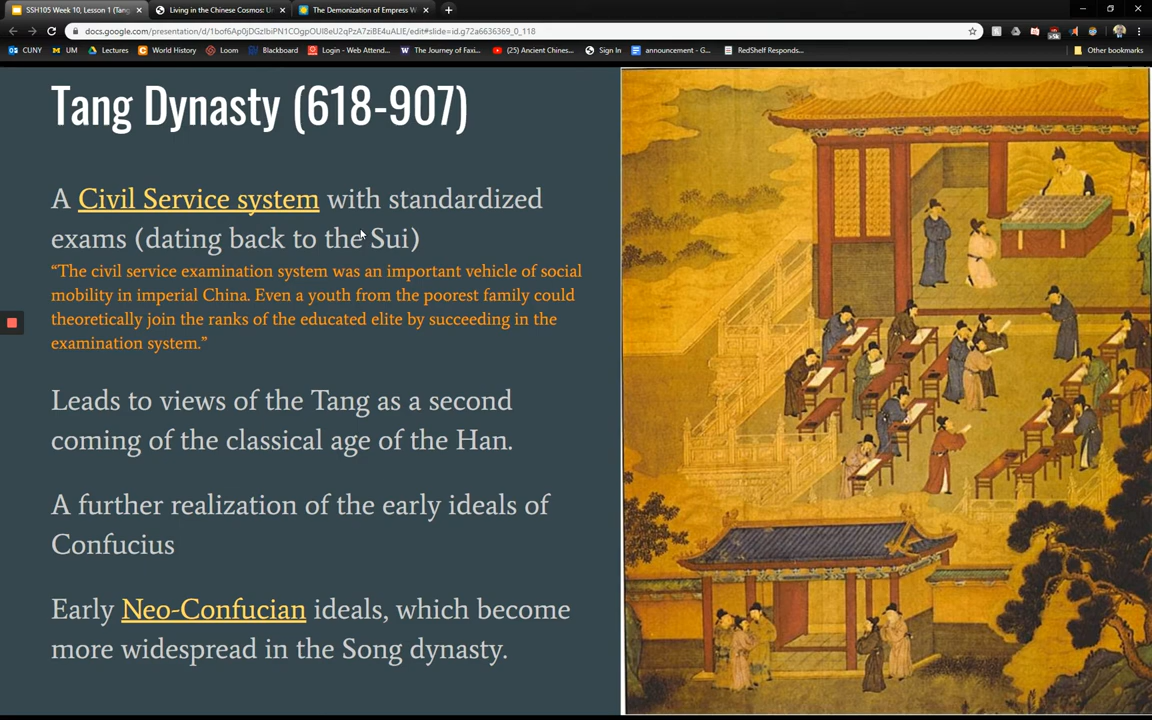 SSH105 Week 10, Lesson 1 (Tang
Living in the Chinese Cosmos: U
The Demonization of Empress W
docs.google.com/presentation/d/1bof6Ap0jDGzIbiPN1COgxOUI8eU2qPzA7ziBE4uALIE/edit#slide=id.g72a6636369_0_118
CUNY
UM
Lectures
World History
Loom
Blackboard
Login - Web Attend...
The Journey of Faxi...
(25) Ancient Chines...
Sign In
announcement - G...
RedShelf Respons...
Other bookmarks
Tang Dynasty (618-907)
A Civil Service system with standardized
exams (dating back to the Sui)
“The civil service examination system was an important vehicle of social
mobility in imperial China. Even a youth from the poorest family could
theoretically join the ranks of the educated elite by succeeding in the
examination system.”
Leads to views of the Tang as a second
coming of the classical age of the Han.
A further realization of the early ideals of
Confucius
Early Neo-Confucian ideals, which become
more widespread in the Song dynasty.